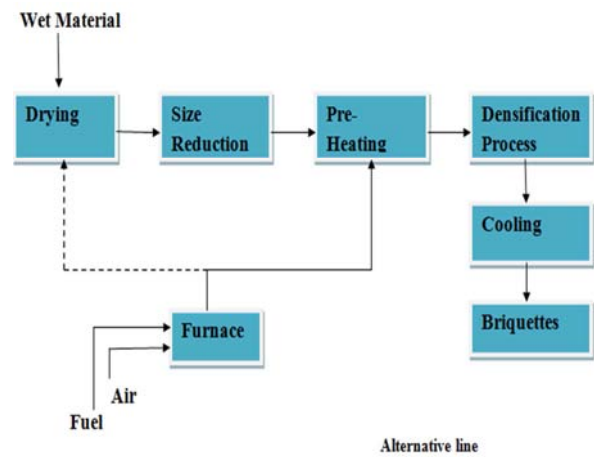 Wet Material
Drying
Size
Reduction
Pre-
Heating
Densification
Process
Cooling
Briquettes
Furnace
Air
Fuel
Alternative line